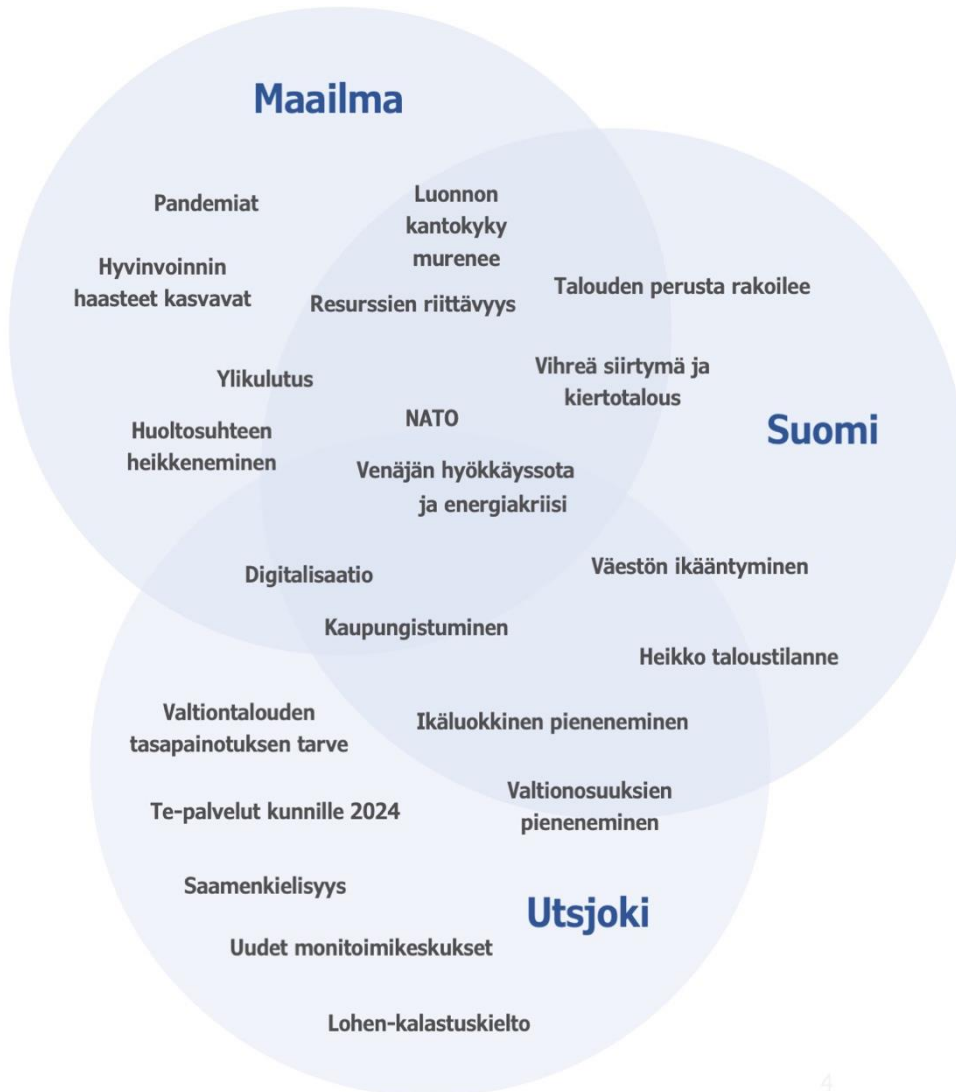 Maailma
Pandemiat
Luonnon
kantokyky
murenee
Hyvinvoinnin
haasteet kasvavat
Talouden perusta rakoilee
Resurssien riittävyys
Ylikulutus
Vihreä siirtymä ja
kiertotalous
NATO
Suomi
Huoltosuhteen
heikkeneminen
Venäjän hyökkäyssota
ja energiakriisi
Digitalisaatio
Väestön ikääntyminen
Kaupungistuminen
Heikko taloustilanne
Valtiontalouden
tasapainotuksen tarve
Ikäluokkinen pieneneminen
Te-palvelut kunnille 2024
Valtionosuuksien
pieneneminen
Saamenkielisyys
Utsjoki
Uudet monitoimikeskukset
Lohen-kalastuskielto
4